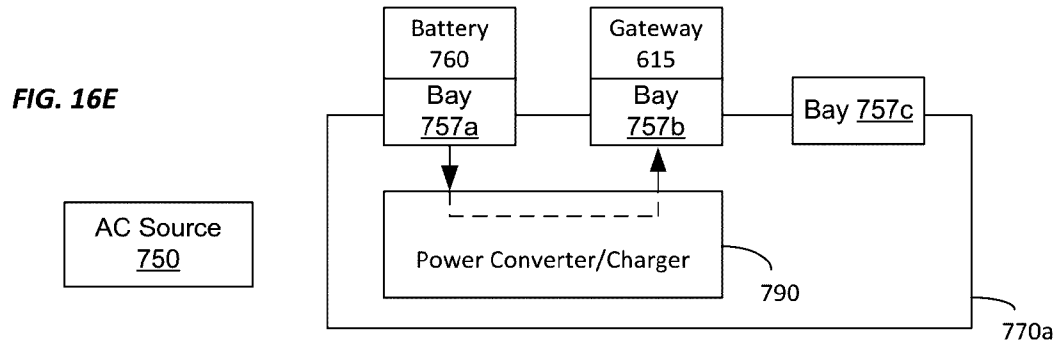 Battery
760
Gateway
615
FIG. 16E
Bay
757a
Bay
757b
Bay 757c
AC Source
750
Power Converter/Charger
790
770a